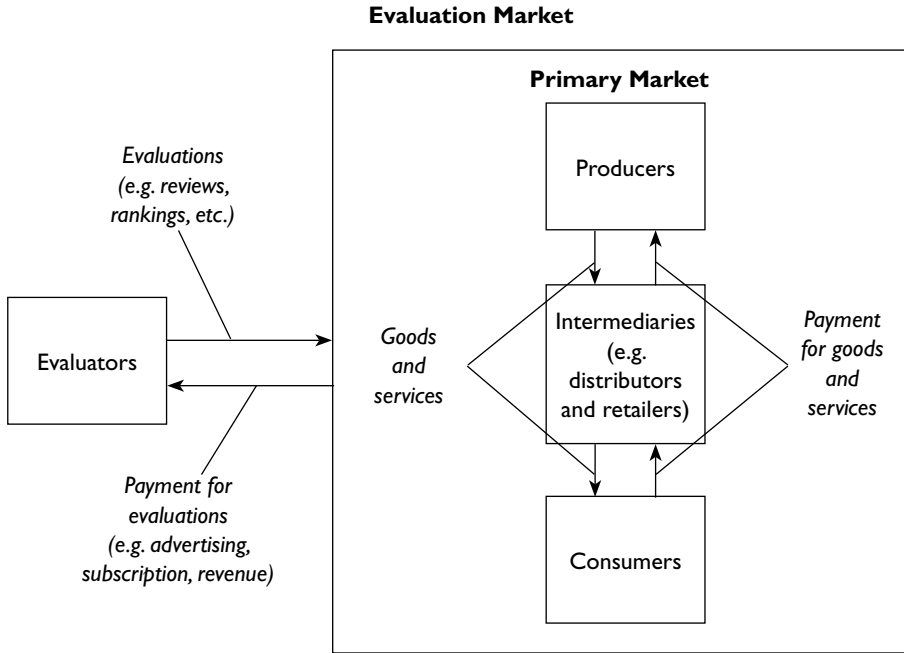 Evaluation Market
Primary Market
Producers
Evaluations
(e.g. reviews,
rankings, etc.)
Evaluators
Goods
and
services
Intermediaries
(e.g.
distributors
and retailers)
Payment
for goods
and
services
Payment for
evaluations
(e.g. advertising,
subscription, revenue)
Consumers